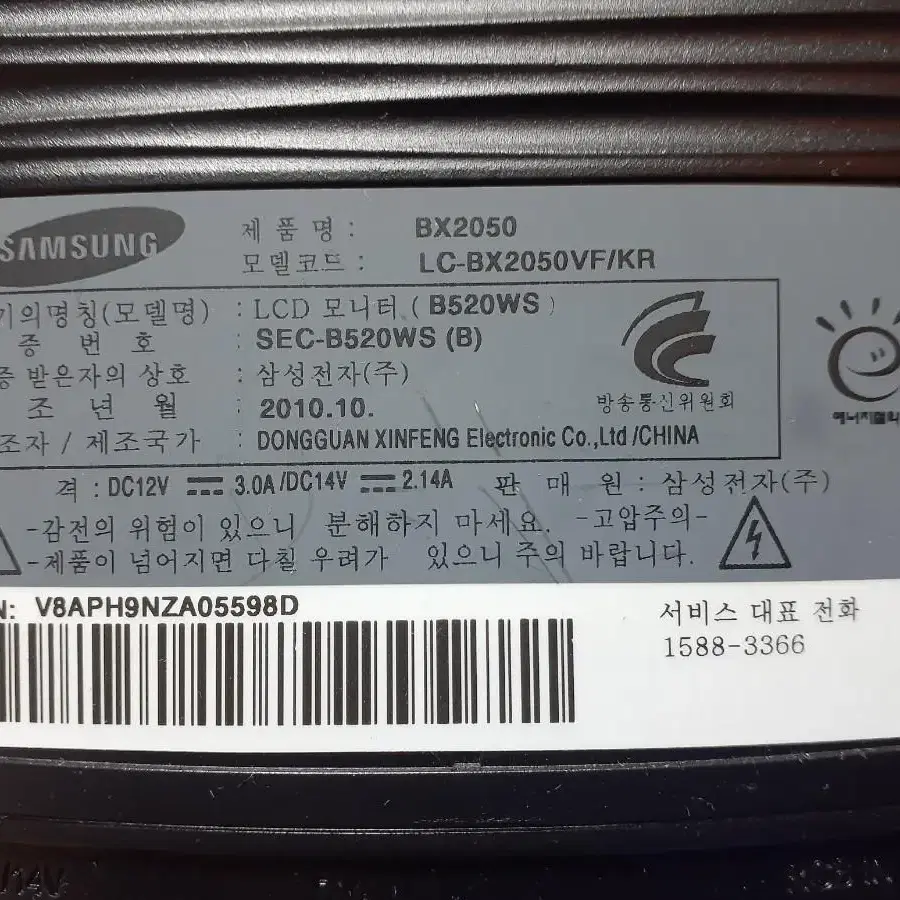 SAMSUNG
제 품 명 : BX2050
모델코드 : LC-BX2050VF/KR
기의명칭(모델명) : LCD 모니터 ( B520WS )
증 번 호 : SEC-B520WS (B)
증 받은자의 상호 : 삼성전자(주)
조 년 월 : 2010.10.
조자 / 제조국가 : DONGGUAN XINFENG Electronic Co.,Ltd /CHINA
방송통신위원회
격 : DC12V 3.0A /DC14V 2.14A 판 매 원 : 삼성전자(주)
-감전의 위험이 있으니 분해하지 마세요. -고압주의-
-제품이 넘어지면 다칠 우려가 있으니 주의 바랍니다.
N: V8APH9NZA05598D
서비스 대표 전화
1588-3366